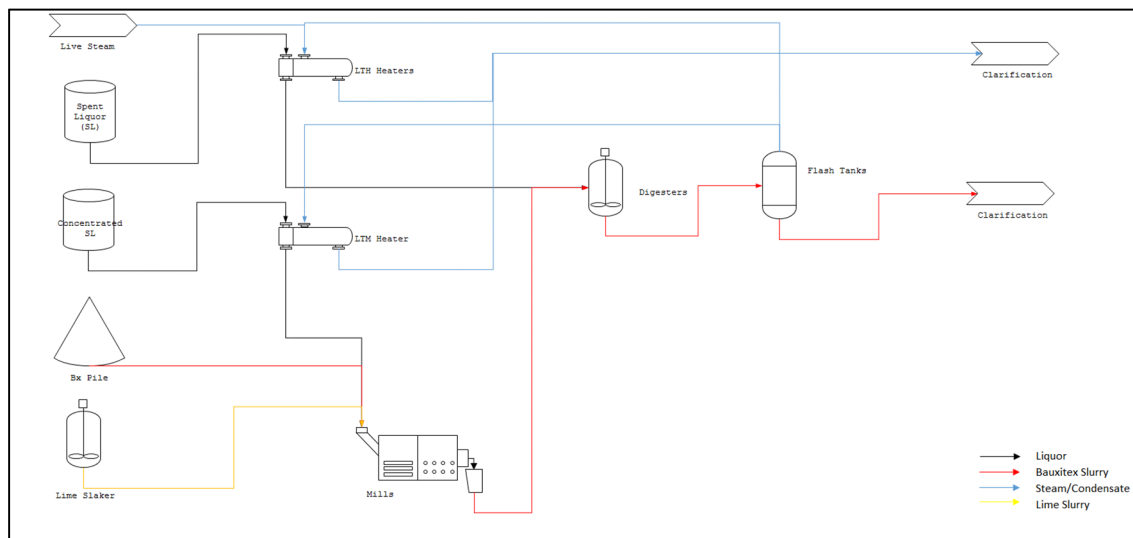 Live Steam
LTH Heaters
Clarification
Spent
Liquor
(SL)
Flash Tanks
Digesters
Concentrated
SL
Clarification
LTM Heater
Bx Pile
Lime Slaker
Mills
Liquor
Bauxitex Slurry
Steam/Condensate
Lime Slurry